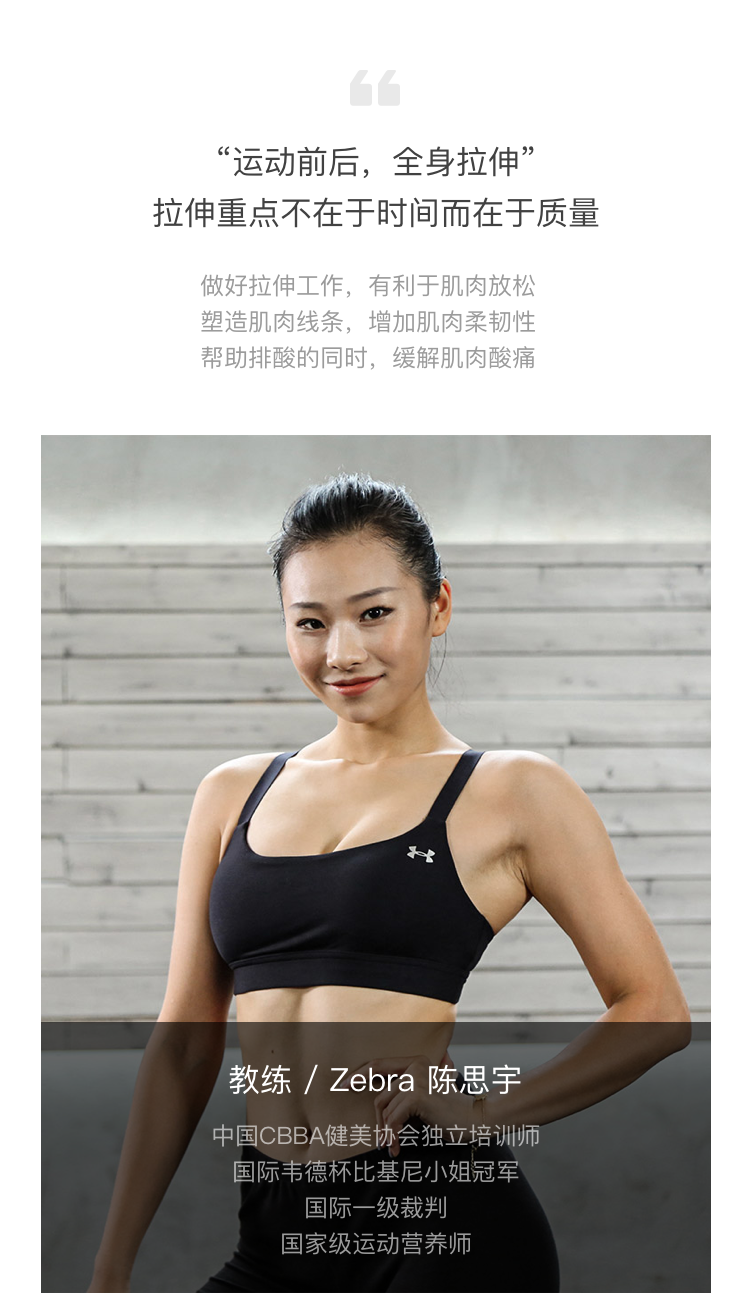 “运动前后，全身拉伸”
拉伸重点不在于时间而在于质量
做好拉伸工作，有利于肌肉放松
塑造肌肉线条，增加肌肉柔韧性
帮助排酸的同时，缓解肌肉酸痛
教练 / Zebra 陈思宇
中国CBBA健美协会独立培训师
国际韦德杯比基尼小姐冠军
国际一级裁判
国家级运动营养师